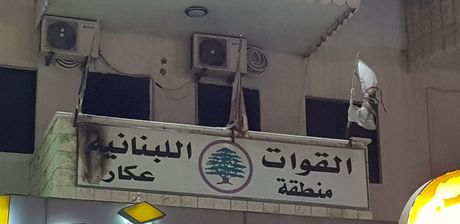 القوات اللبنانية
منطقة عكار